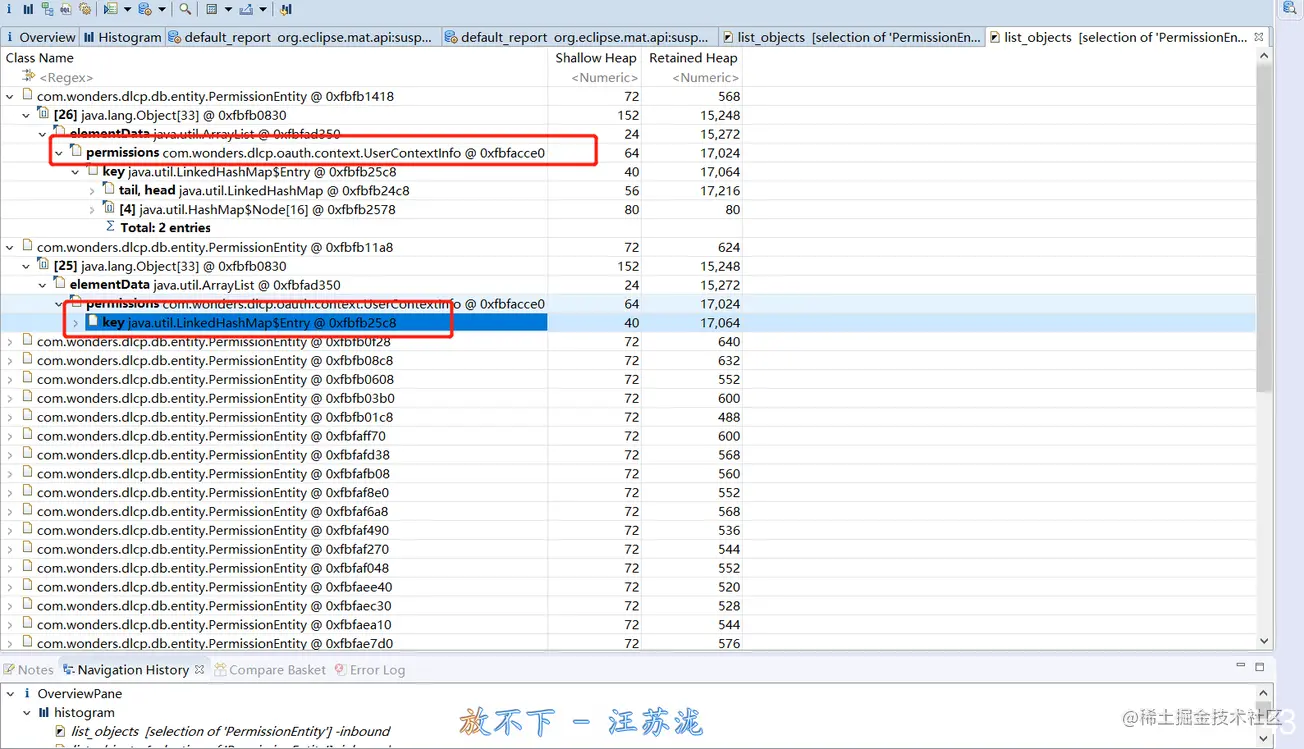 Overview Histogram default_report org.eclipse.mat.api:susp... default_report org.eclipse.mat.api:susp... list_objects [selection of 'PermissionEn... list_objects [selection of 'PermissionEn...
Class Name Shallow Heap Retained Heap
<Regex> <Numeric> <Numeric>
com.wonders.dlcp.db.entity.PermissionEntity @ 0xfbfb1418 72 568
[26] java.lang.Object[33] @ 0xfbfb0830 152 15,248
elementData java.util.ArrayList @ 0xfbfad350 24 15,272
permissions com.wonders.dlcp.oauth.context.UserContextInfo @ 0xfbfacce0 64 17,024
key java.util.LinkedHashMap$Entry @ 0xfbfb25c8 40 17,064
tail, head java.util.LinkedHashMap @ 0xfbfb24c8 56 17,216
[4] java.util.HashMap$Node[16] @ 0xfbfb2578 80 80
Σ Total: 2 entries
com.wonders.dlcp.db.entity.PermissionEntity @ 0xfbfb11a8 72 624
[25] java.lang.Object[33] @ 0xfbfb0830 152 15,248
elementData java.util.ArrayList @ 0xfbfad350 24 15,272
permissions com.wonders.dlcp.oauth.context.UserContextInfo @ 0xfbfacce0 64 17,024
key java.util.LinkedHashMap$Entry @ 0xfbfb25c8 40 17,064
com.wonders.dlcp.db.entity.PermissionEntity @ 0xfbfb0f28 72 640
com.wonders.dlcp.db.entity.PermissionEntity @ 0xfbfb08c8 72 632
com.wonders.dlcp.db.entity.PermissionEntity @ 0xfbfb0608 72 552
com.wonders.dlcp.db.entity.PermissionEntity @ 0xfbfb03b0 72 600
com.wonders.dlcp.db.entity.PermissionEntity @ 0xfbfb01c8 72 488
com.wonders.dlcp.db.entity.PermissionEntity @ 0xfbfaff70 72 600
com.wonders.dlcp.db.entity.PermissionEntity @ 0xfbfafd38 72 568
com.wonders.dlcp.db.entity.PermissionEntity @ 0xfbfafb08 72 560
com.wonders.dlcp.db.entity.PermissionEntity @ 0xfbfaf8e0 72 552
com.wonders.dlcp.db.entity.PermissionEntity @ 0xfbfaf6a8 72 568
com.wonders.dlcp.db.entity.PermissionEntity @ 0xfbfaf490 72 536
com.wonders.dlcp.db.entity.PermissionEntity @ 0xfbfaf270 72 544
com.wonders.dlcp.db.entity.PermissionEntity @ 0xfbfaf048 72 552
com.wonders.dlcp.db.entity.PermissionEntity @ 0xfbfaee40 72 520
com.wonders.dlcp.db.entity.PermissionEntity @ 0xfbfaec30 72 528
com.wonders.dlcp.db.entity.PermissionEntity @ 0xfbfaea10 72 544
com.wonders.dlcp.db.entity.PermissionEntity @ 0xfbfae7d0 72 576
Notes Navigation History Compare Basket Error Log
OverviewPane
histogram
放不下 - 汪苏泷
@稀土掘金技术社区
list_objects [selection of 'PermissionEntity'] -inbound